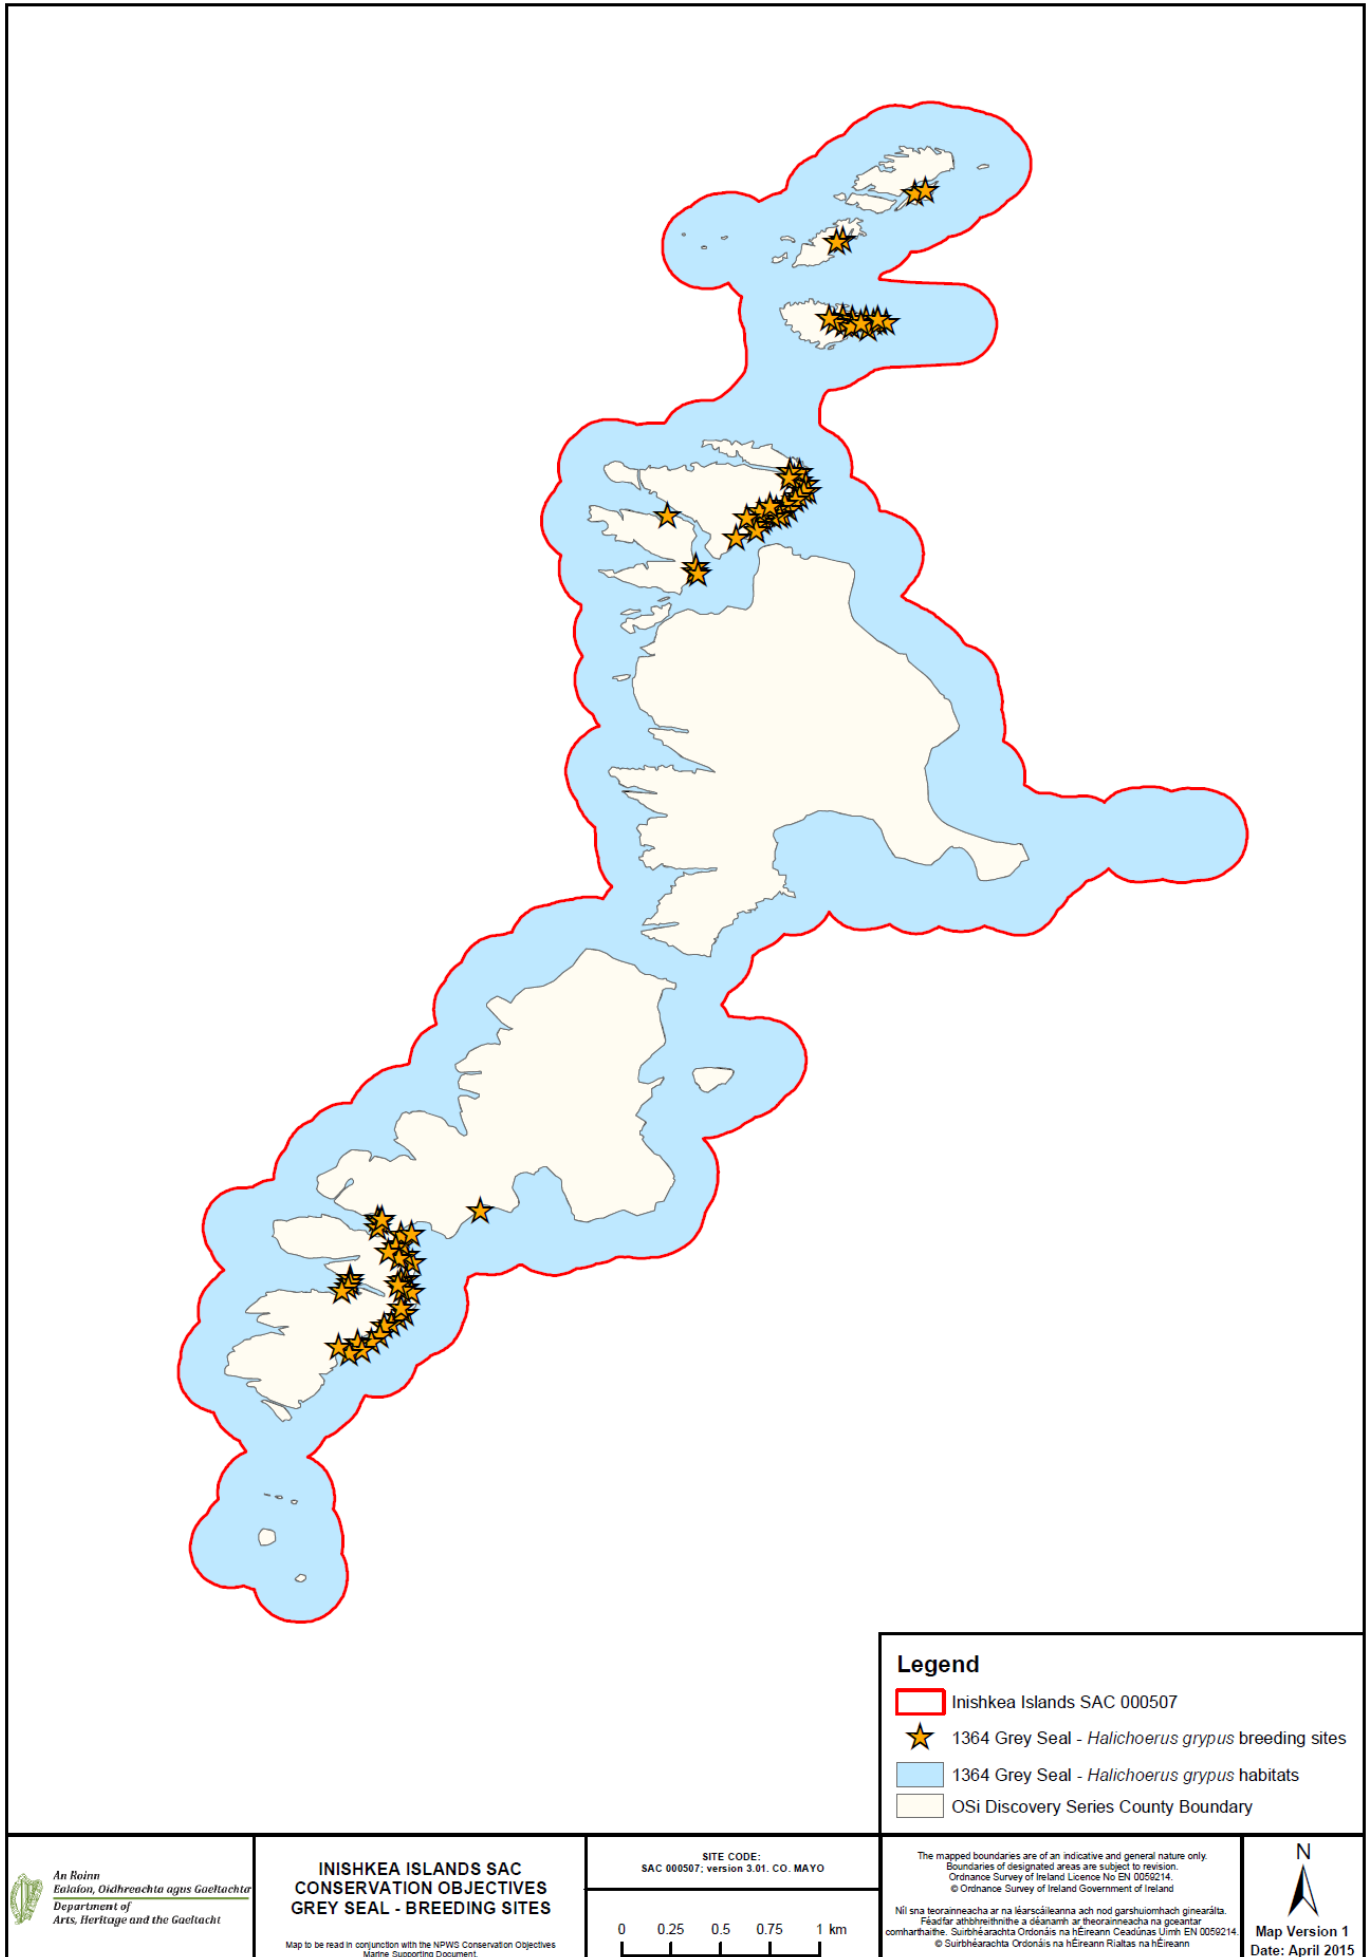 Legend
Inishkea Islands SAC 000507
1364 Grey Seal - Halichoerus grypus breeding sites
1364 Grey Seal - Halichoerus grypus habitats
OSi Discovery Series County Boundary
An Roinn
Ealaíon, Oidhreachta agus Gaeltachta
Department of
Arts, Heritage and the Gaeltacht
INISHKEA ISLANDS SAC
CONSERVATION OBJECTIVES
GREY SEAL - BREEDING SITES
Map to be read in conjunction with the NPWS Conservation Objectives
Marine Supporting Document.
SITE CODE:
SAC 000507; version 3.01. CO. MAYO
0 0.25 0.5 0.75 1 km
The mapped boundaries are of an indicative and general nature only.
Boundaries of designated areas are subject to revision.
Ordnance Survey of Ireland Licence No EN 0059214.
© Ordnance Survey of Ireland Government of Ireland
Níl sna teorainneacha ar na léarscáileanna ach nod garshuiomhach ginearálta.
Féadfar athbhreithnithe a déanamh ar theorainneacha na gceantar
comharthaithe. Suirbhéarachta Ordonáis na hÉireann Ceadúnas Uimh EN 0059214.
© Suirbhéarachta Ordonáis na hÉireann Rialtas na hÉireann
N
Map Version 1
Date: April 2015